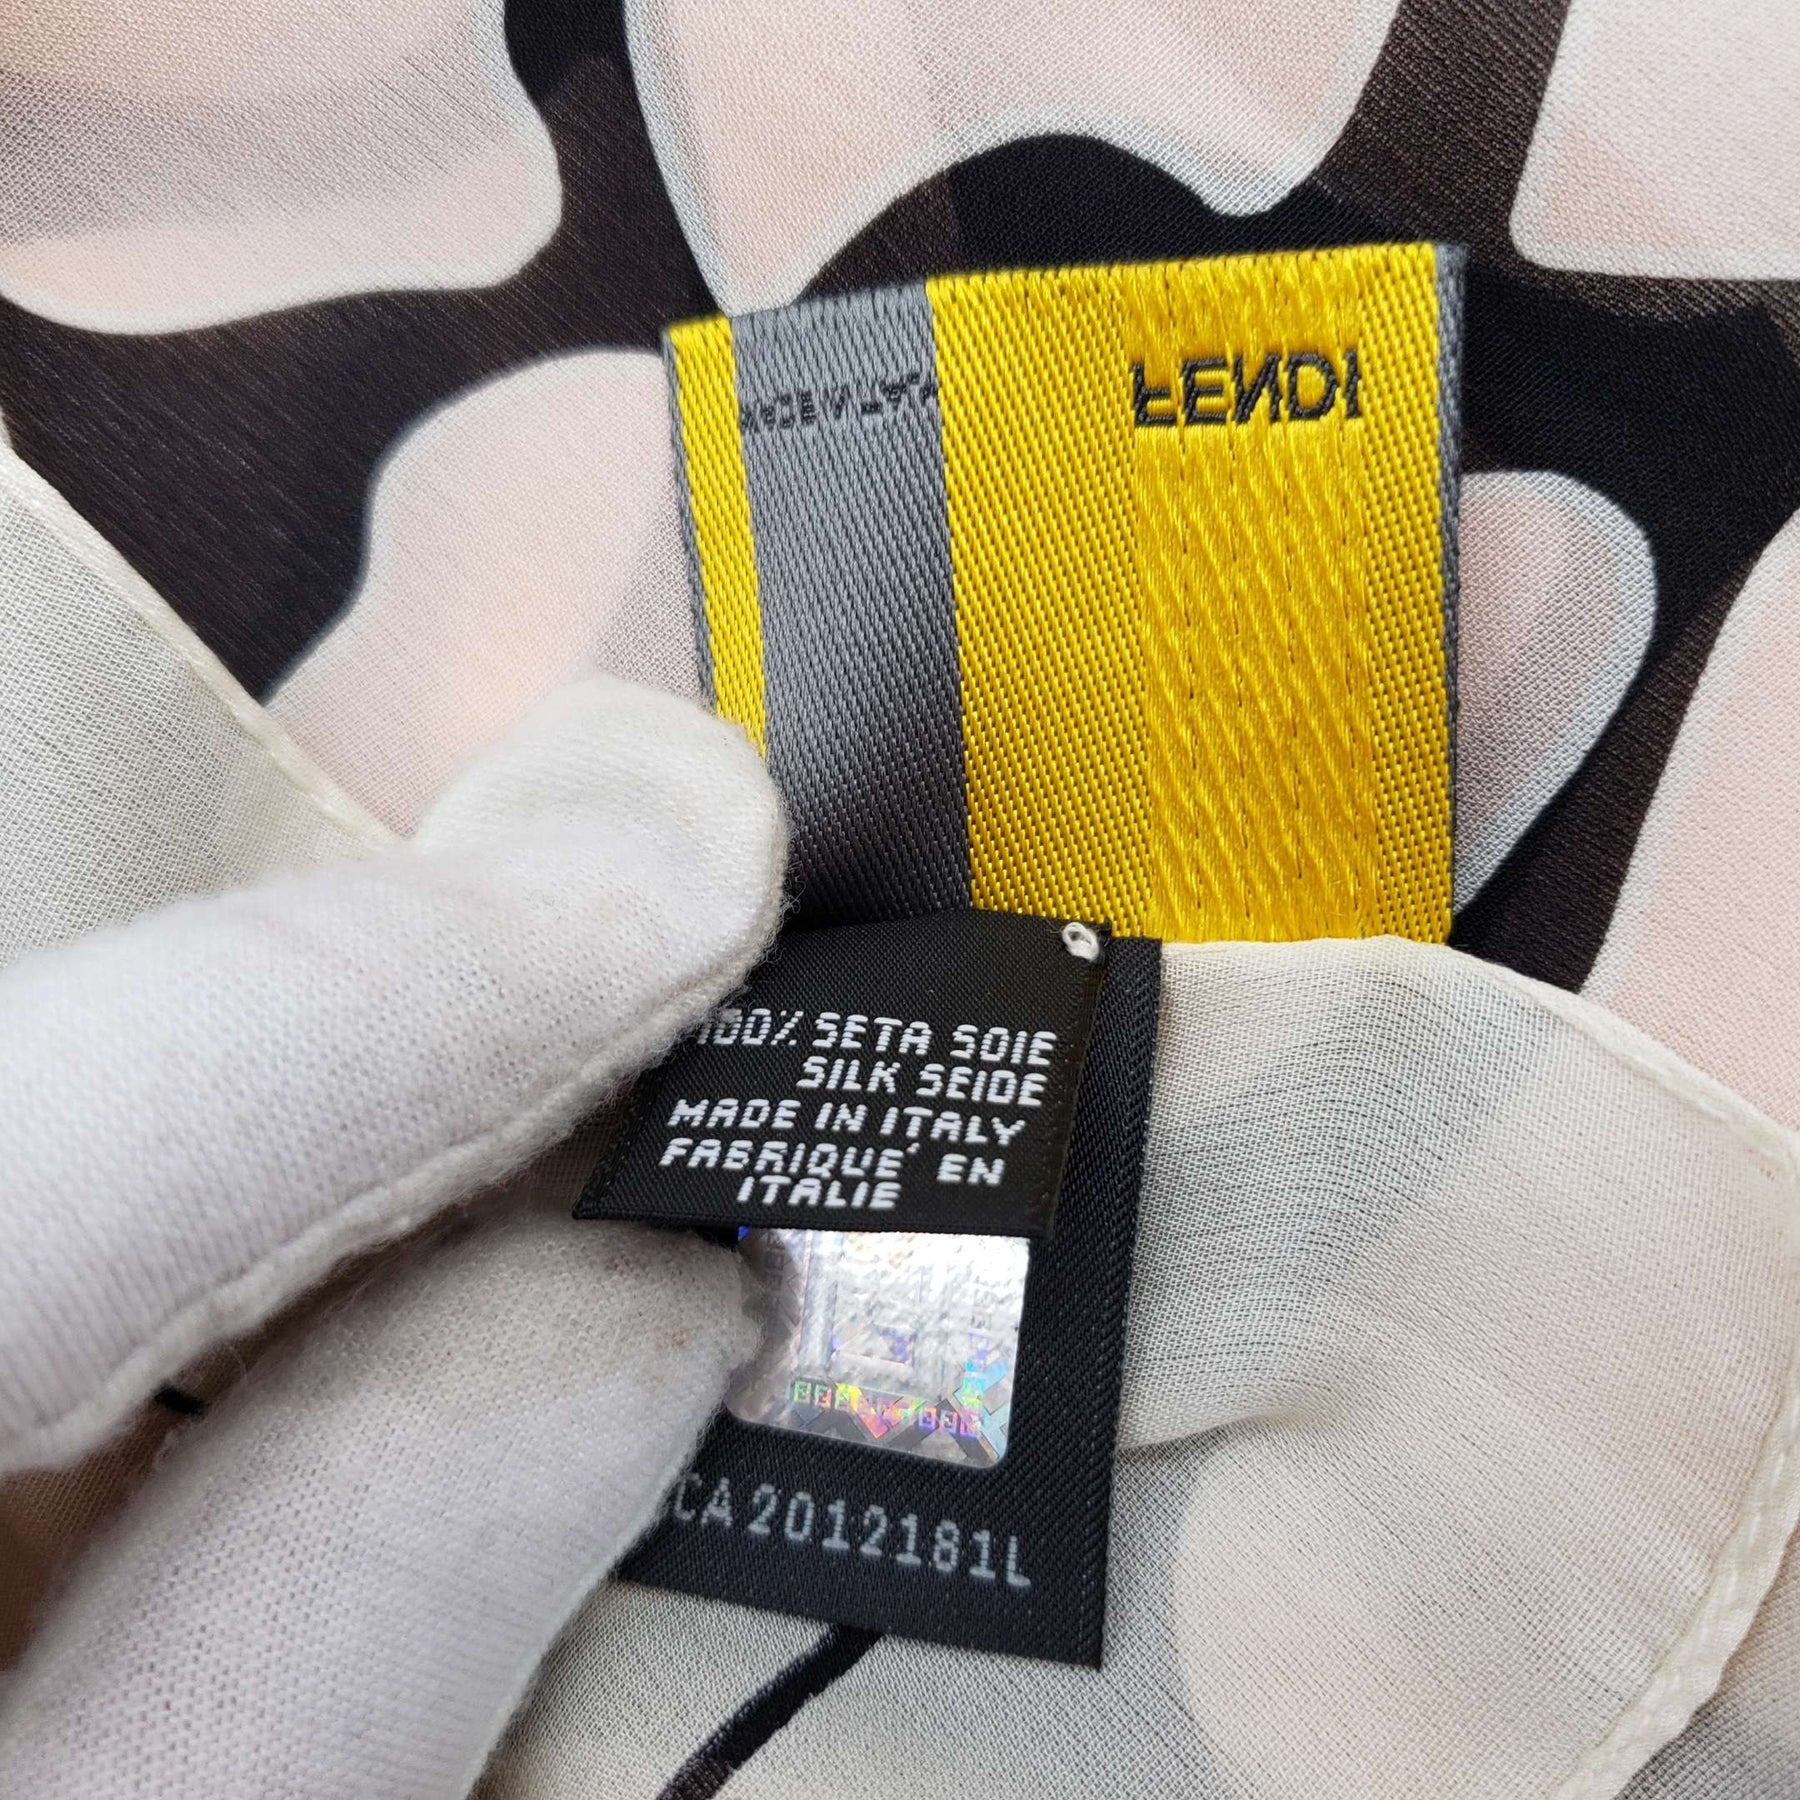 FENDI
100% SETA SOIE
SILK SEIDE
MADE IN ITALY
FABRIQUE' EN
ITALIE
CA2012181L